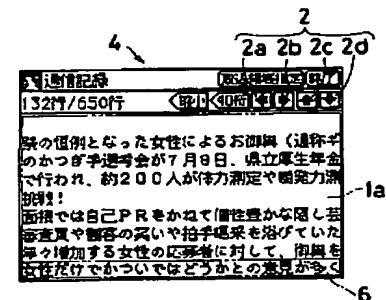 2
4
2a 2b 2c 2d
通信記録
終了
132行/650行
祭の恒例となった女性によるお御輿（通称ギ
のかつぎ手選考会が7月8日、県立厚生年金
で行われ、約200人が体力測定や瞬発力測
挑戦！
面接では自己PRをかねて個性豊かな隠し芸
審査員や観客の笑いや拍手喝采を浴びていた
年々増加する女性の応募者に対して、御輿を
女性だけでかついではどうかとの意見が多く
1a
6